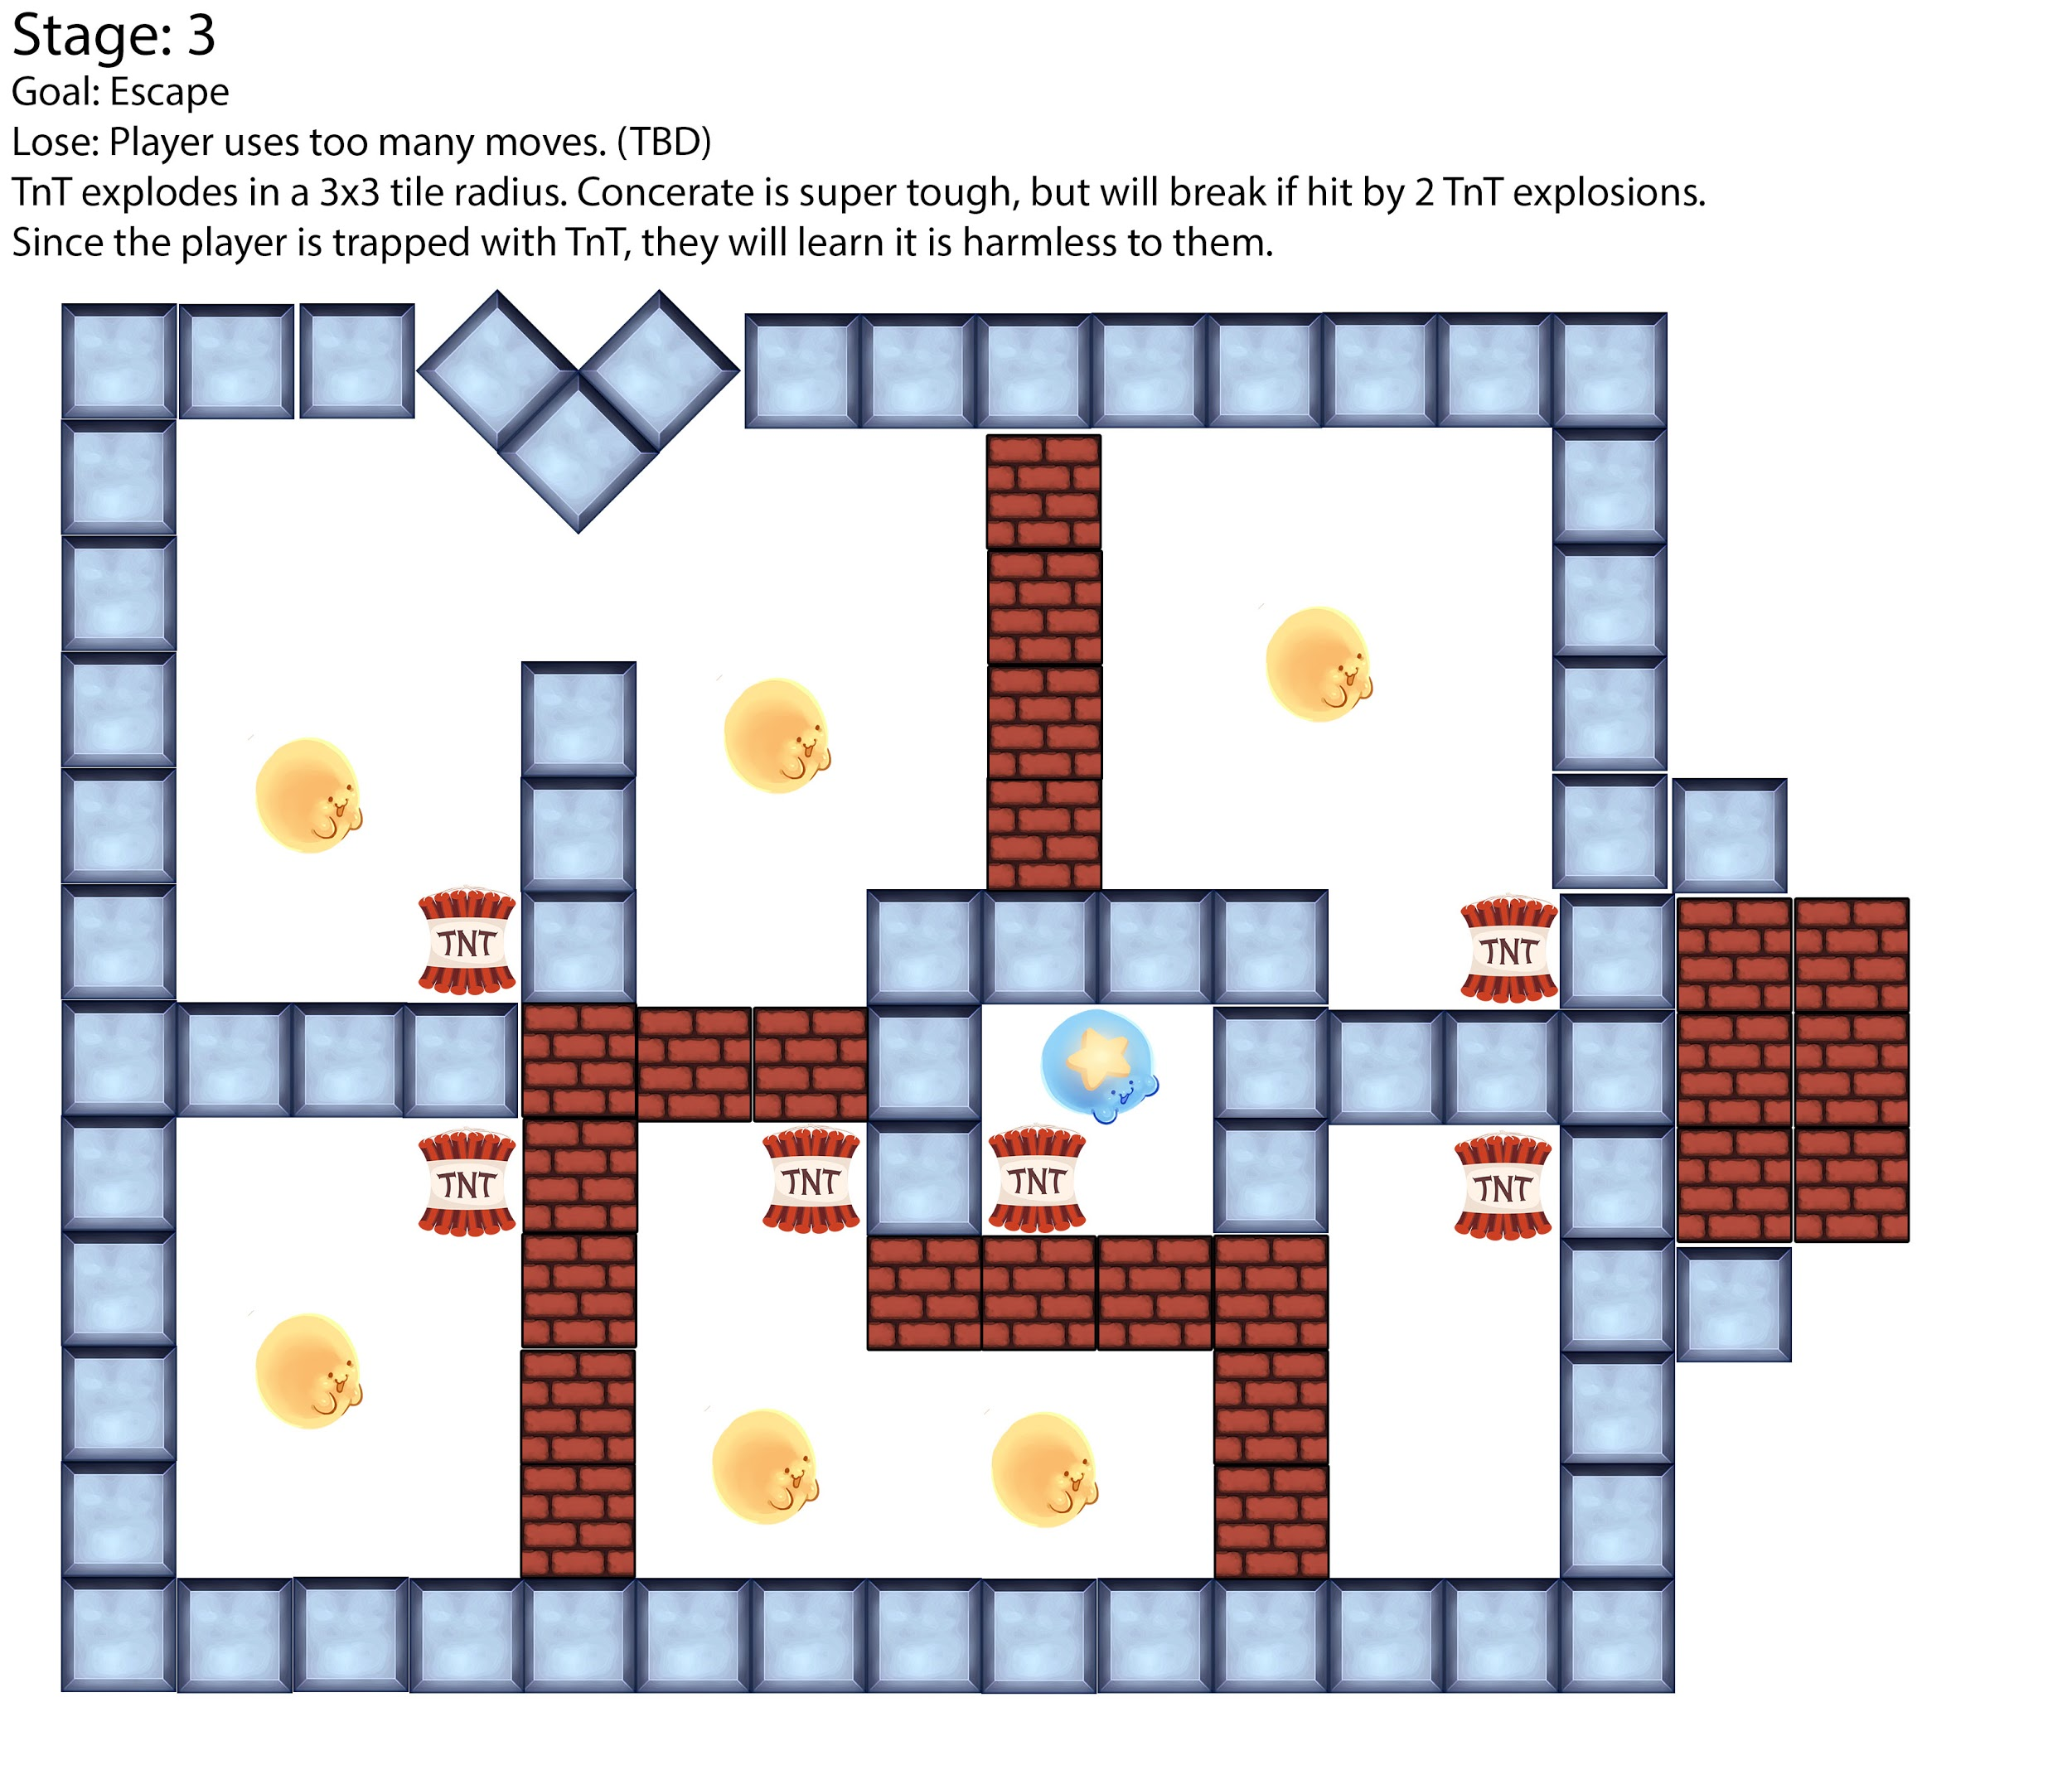 Stage: 3
Goal: Escape
Lose: Player uses too many moves. (TBD)
TnT explodes in a 3x3 tile radius. Concerate is super tough, but will break if hit by 2 TnT explosions.
Since the player is trapped with TnT, they will learn it is harmless to them.
TNT
TNT
TNT
TNT
TNT
TNT